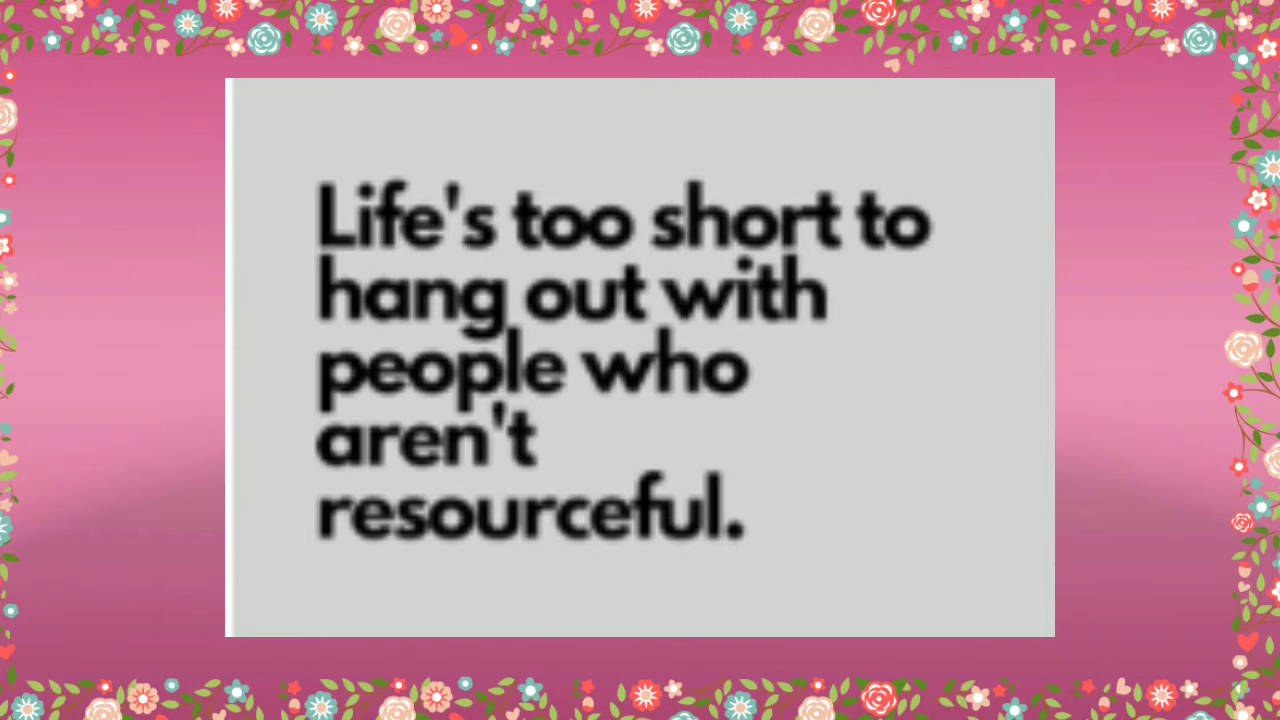 Life's too short to
hang out with
people who
aren't
resourceful.